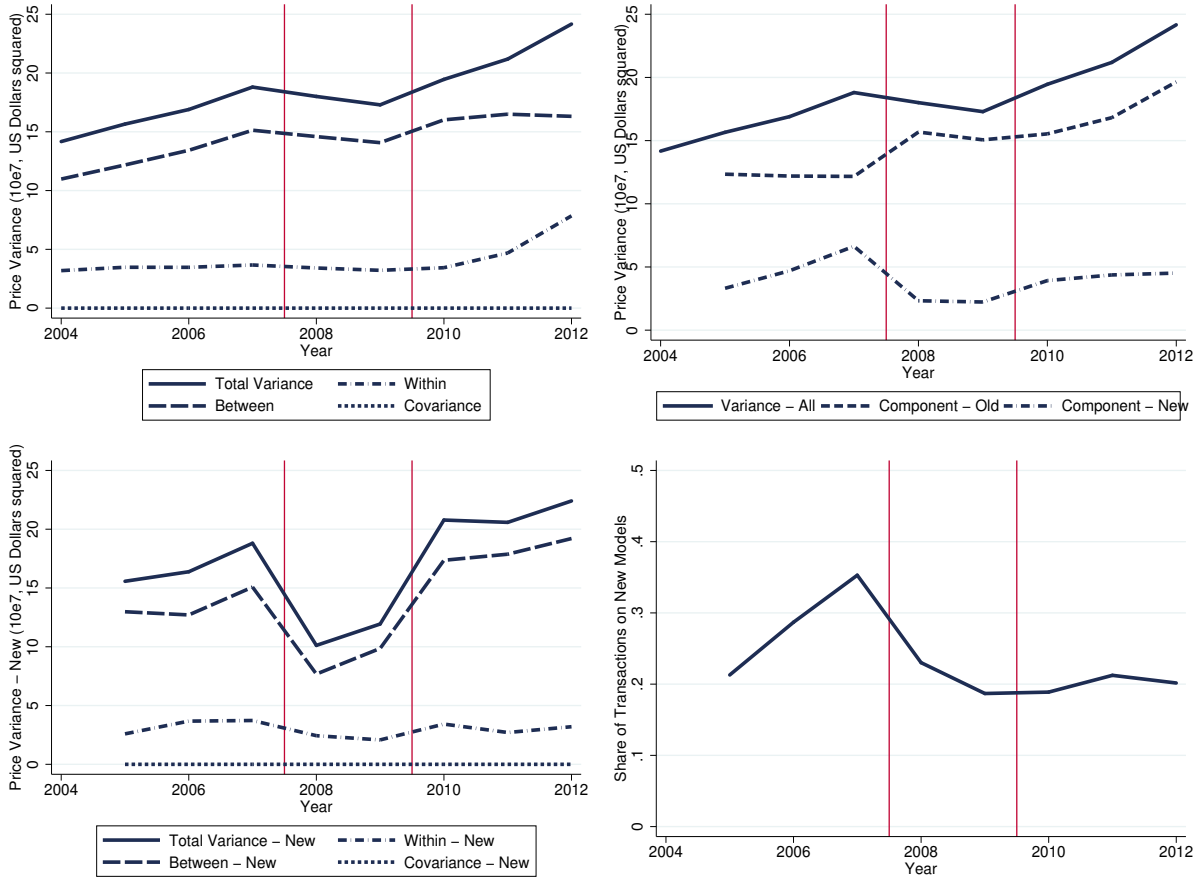 Price Variance (10e7, US Dollars squared)
25
20
15
10
5
0
2004 2006 2008 2010 2012
Year
Total Variance Within
Between Covariance
Price Variance (10e7, US Dollars squared)
25
20
15
10
5
0
2004 2006 2008 2010 2012
Year
Variance – All Component – Old Component – New
Price Variance – New (10e7, US Dollars squared)
25
20
15
10
5
0
2004 2006 2008 2010 2012
Year
Total Variance – New Within – New
Between – New Covariance – New
Share of Transactions on New Models
.5
.4
.3
.2
.1
0
2004 2006 2008 2010 2012
Year